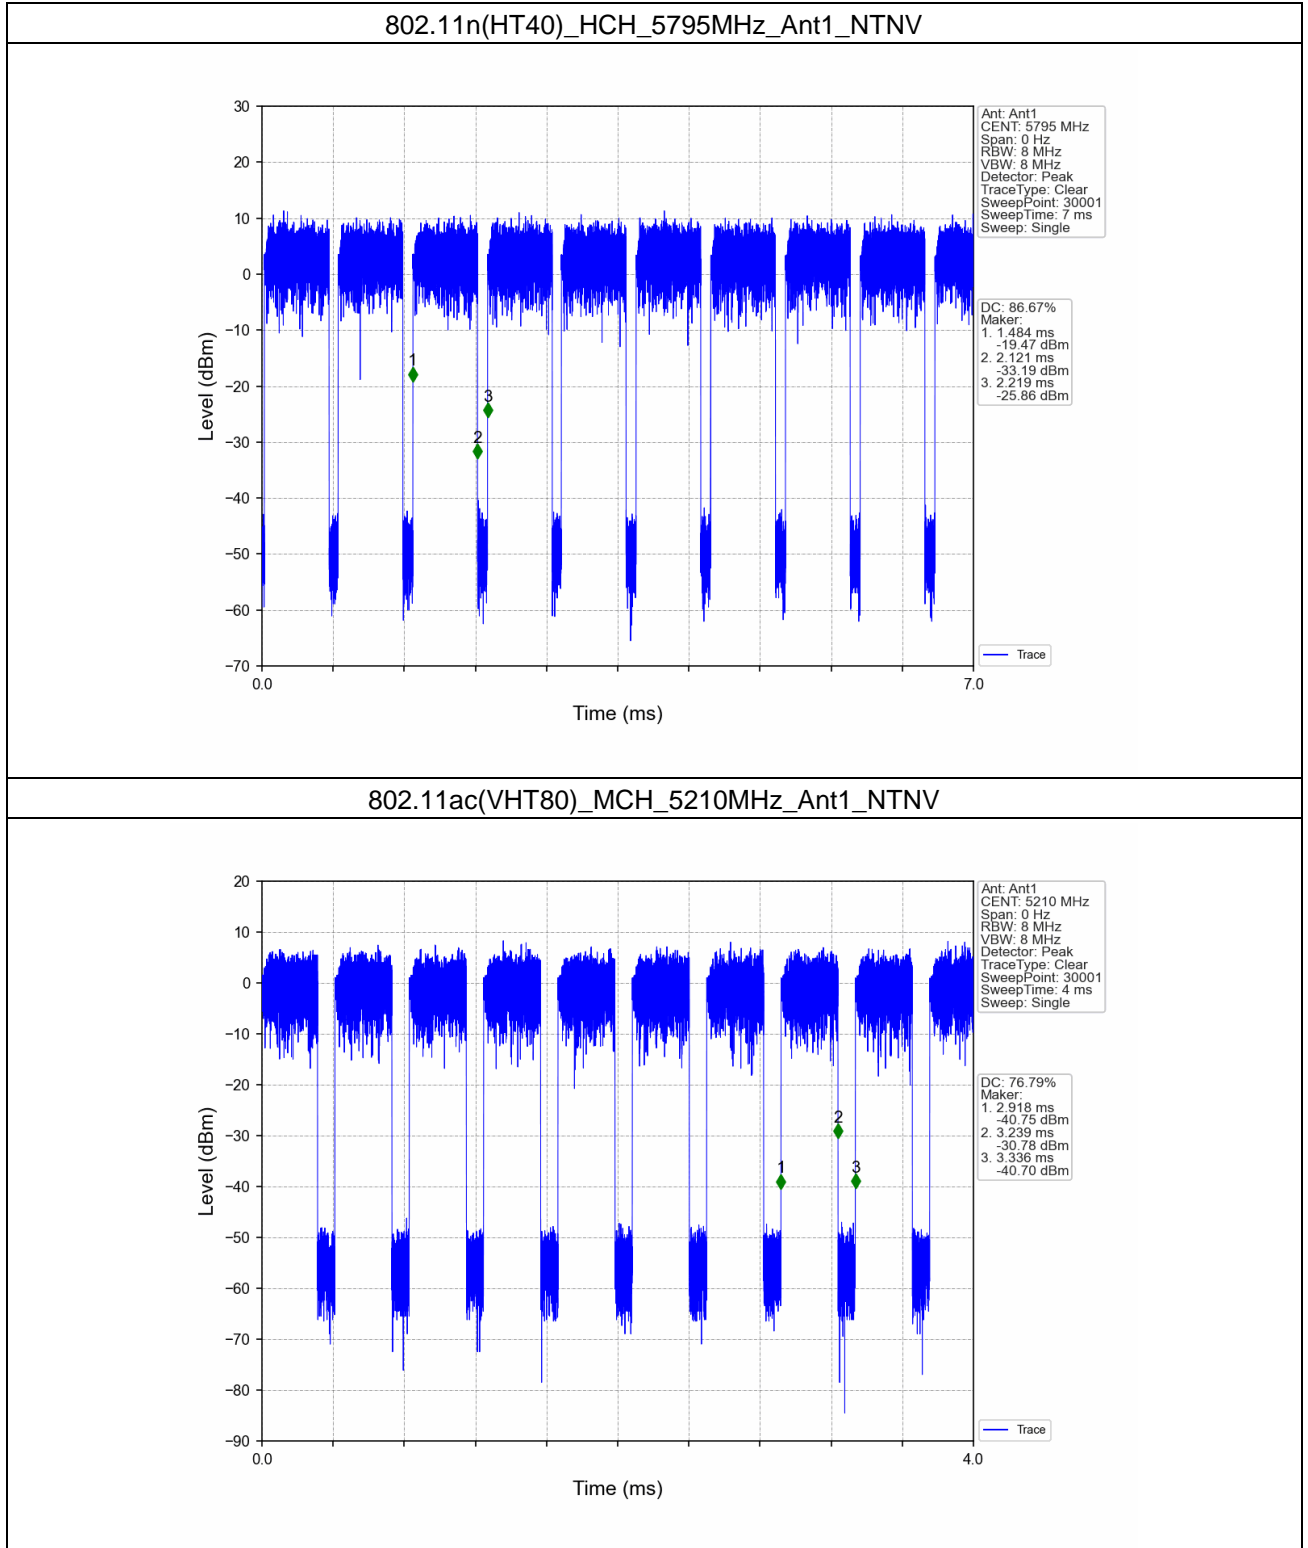 802.11n(HT40)_HCH_5795MHz_Ant1_NTNV
30
20
10
0
−10
−20
−30
−40
−50
−60
−70
Level (dBm)
1
2
3
0.0
7.0
Time (ms)
Ant: Ant1
CENT: 5795 MHz
Span: 0 Hz
RBW: 8 MHz
VBW: 8 MHz
Detector: Peak
TraceType: Clear
SweepPoint: 30001
SweepTime: 7 ms
Sweep: Single
DC: 86.67%
Maker:
1. 1.484 ms
-19.47 dBm
2. 2.121 ms
-33.19 dBm
3. 2.219 ms
-25.86 dBm
Trace
802.11ac(VHT80)_MCH_5210MHz_Ant1_NTNV
20
10
0
−10
−20
−30
−40
−50
−60
−70
−80
−90
Level (dBm)
1
2
3
0.0
4.0
Time (ms)
Ant: Ant1
CENT: 5210 MHz
Span: 0 Hz
RBW: 8 MHz
VBW: 8 MHz
Detector: Peak
TraceType: Clear
SweepPoint: 30001
SweepTime: 4 ms
Sweep: Single
DC: 76.79%
Maker:
1. 2.918 ms
-40.75 dBm
2. 3.239 ms
-30.78 dBm
3. 3.336 ms
-40.70 dBm
Trace